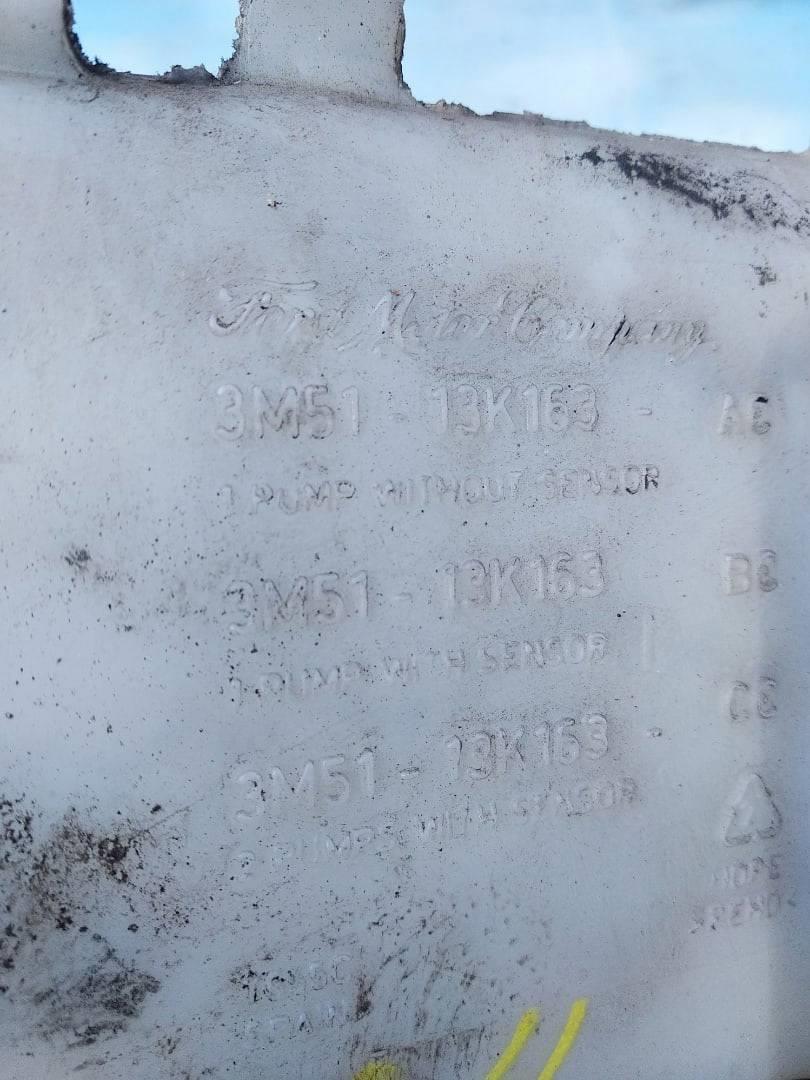 Ford Motor Company
3M51 - 13K163 - AC
1 PUMP WITHOUT SENSOR
3M51 - 13K163 BC
1 PUMP WITH SENSOR
3M51 - 13K163 - CC
2 PUMPS WITH SENSOR
HDPE